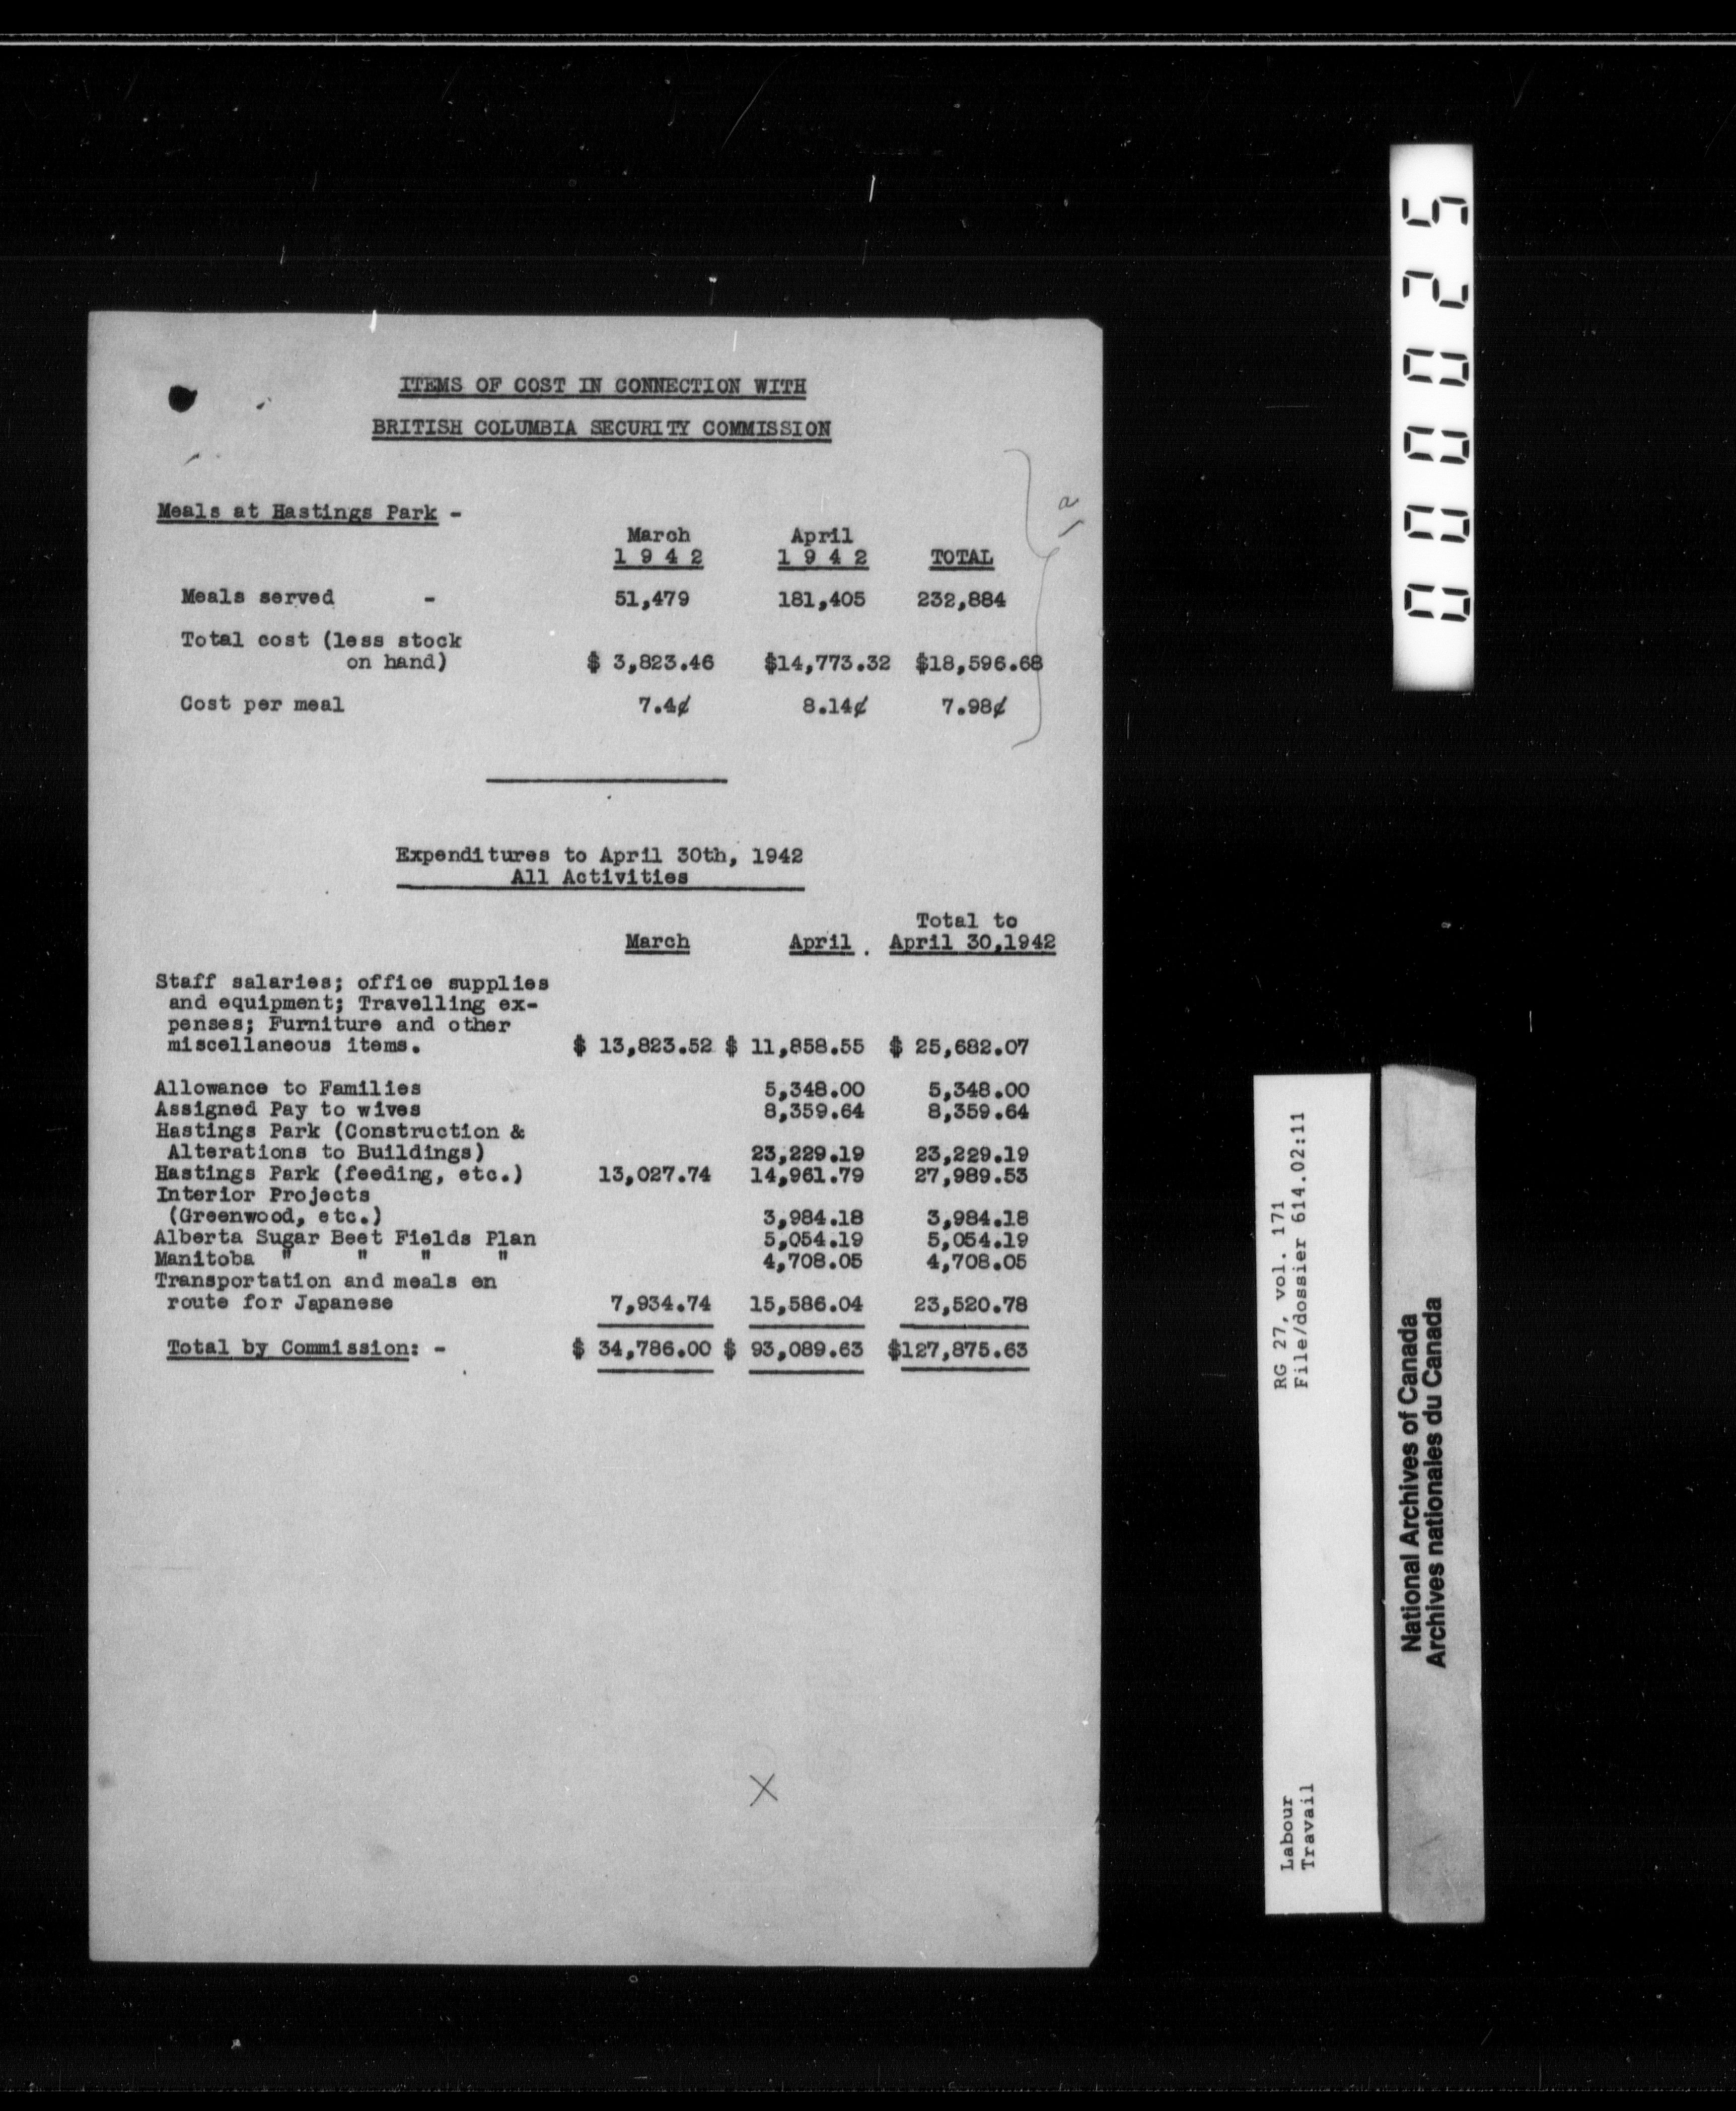 ITEMS OF COST IN CONNECTION WITH
BRITISH COLUMBIA SECURITY COMMISSION
Meals at Hastings Park -
March April
1 9 4 2 1 9 4 2 TOTAL
Meals served - 51,479 181,405 232,884
Total cost (less stock
on hand) $ 3,823.46 $14,773.32 $18,596.68
Cost per meal 7.4¢ 8.14¢ 7.98¢
Expenditures to April 30th, 1942
All Activities
Total to
March April . April 30,1942
Staff salaries; office supplies
and equipment; Travelling ex-
penses; Furniture and other
miscellaneous items. $ 13,823.52 $ 11,858.55 $ 25,682.07
Allowance to Families 5,348.00 5,348.00
Assigned Pay to wives 8,359.64 8,359.64
Hastings Park (Construction &
Alterations to Buildings) 23,229.19 23,229.19
Hastings Park (feeding, etc.) 13,027.74 14,961.79 27,989.53
Interior Projects
(Greenwood, etc.) 3,984.18 3,984.18
Alberta Sugar Beet Fields Plan 5,054.19 5,054.19
Manitoba " " " " 4,708.05 4,708.05
Transportation and meals en
route for Japanese 7,934.74 15,586.04 23,520.78
Total by Commission: - $ 34,786.00 $ 93,089.63 $127,875.63
X
000025
RG 27, vol. 171
File/dossier 614.02:11
Labour
Travail
National Archives of Canada
Archives nationales du Canada